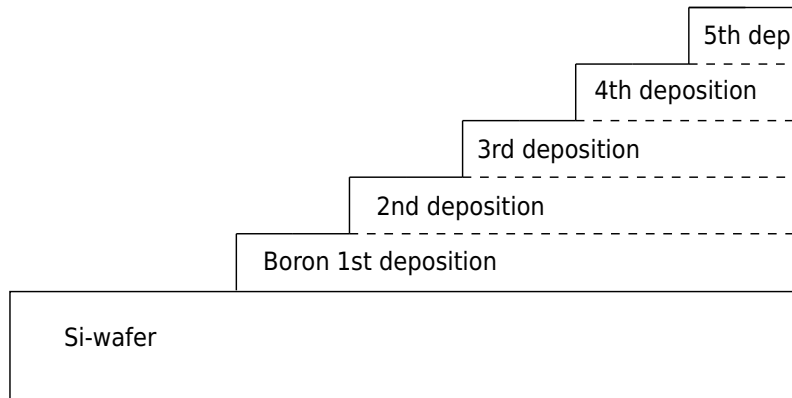 5th dep
4th deposition
3rd deposition
2nd deposition
Boron 1st deposition
Si-wafer